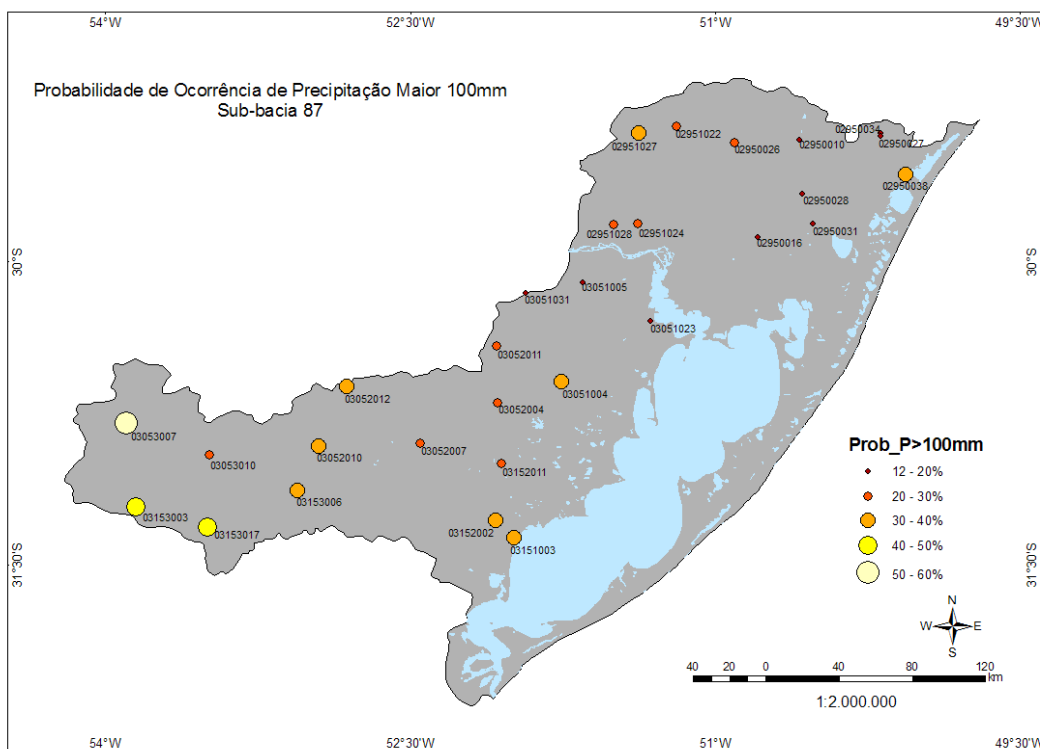 54°W
52°30'W
51°W
49°30'W
Probabilidade de Ocorrência de Precipitação Maior 100mm
Sub-bacia 87
02951027
02951022
02950026
02950010
02950034
02950027
02950038
02950028
02950031
02950016
02951028
02951024
30°S
30°S
03051031
03051005
03051023
03052011
03052012
03051004
03052004
03053007
03053010
03052010
03052007
03152011
03153006
03153003
03153017
03152002
03151003
31°30'S
31°30'S
Prob_P>100mm
12 - 20%
20 - 30%
30 - 40%
40 - 50%
50 - 60%
N
W
E
S
40 20 0 40 80 120
km
1:2.000.000
54°W
52°30'W
51°W
49°30'W